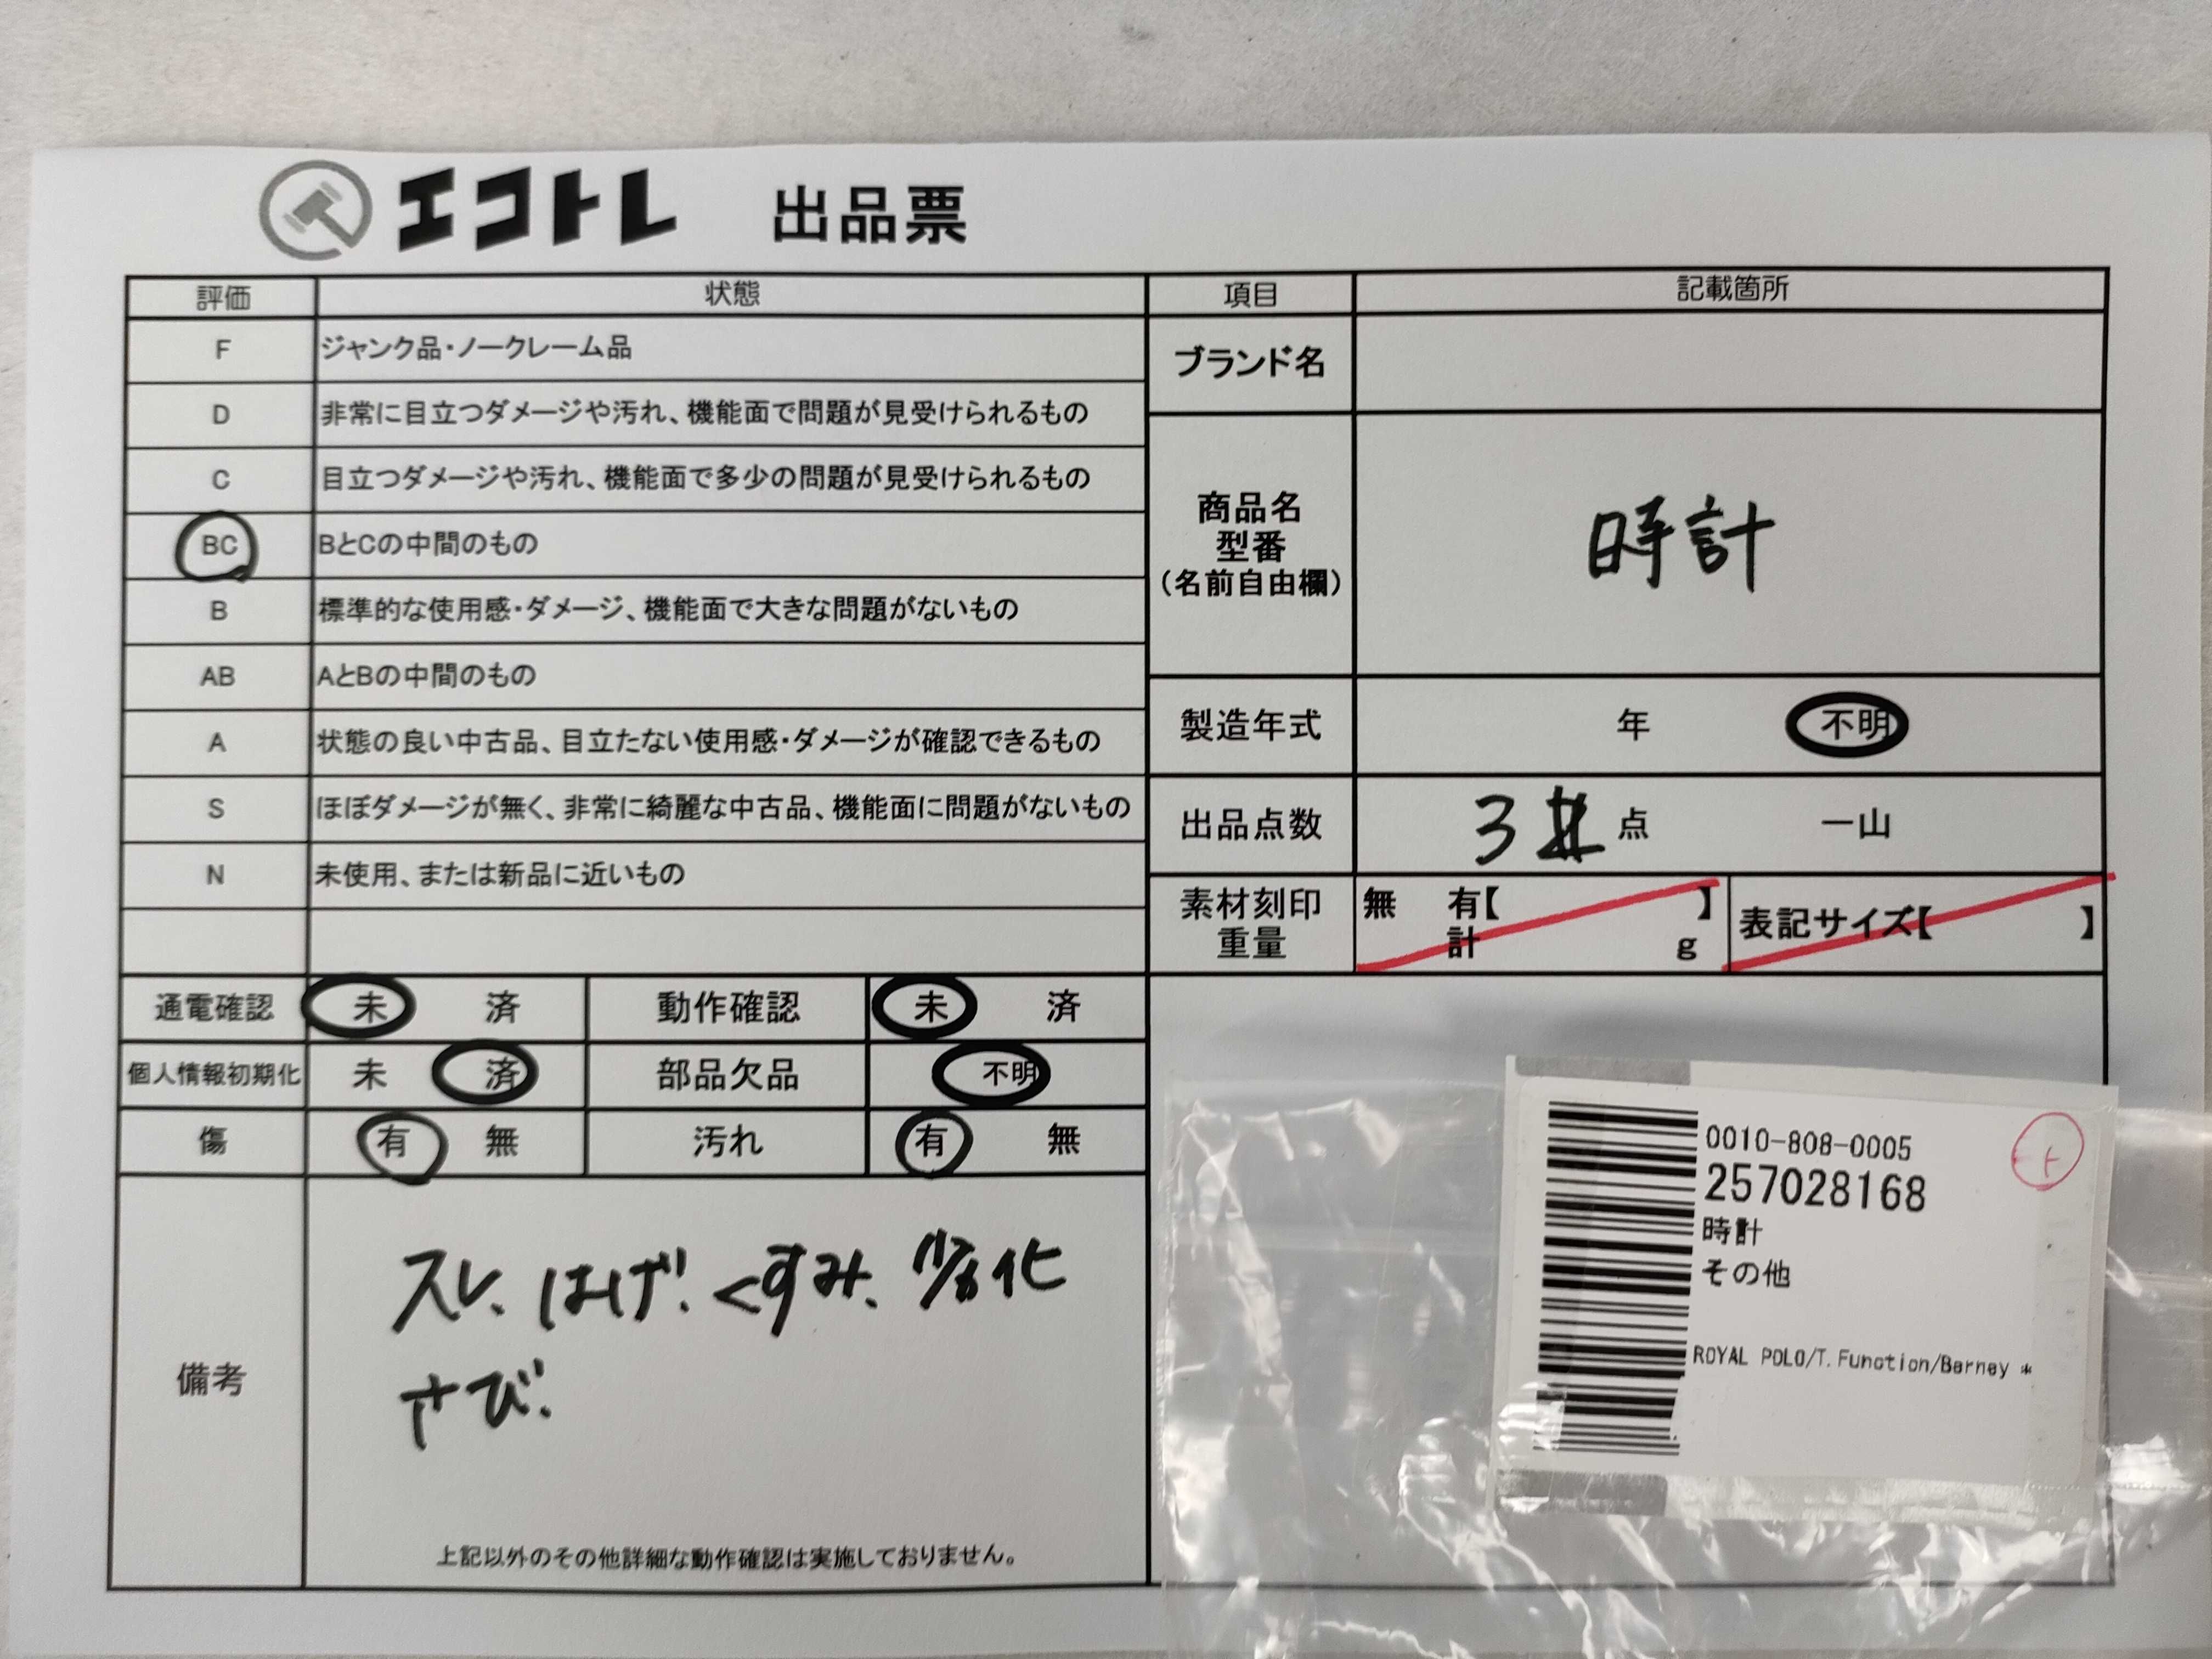 エコトレ 出品票
評価 状態
F ジャンク品・ノークレーム品
D 非常に目立つダメージや汚れ、機能面で問題が見受けられるもの
C 目立つダメージや汚れ、機能面で多少の問題が見受けられるもの
BC BとCの中間のもの
B 標準的な使用感・ダメージ、機能面で大きな問題がないもの
AB AとBの中間のもの
A 状態の良い中古品、目立たない使用感・ダメージが確認できるもの
S ほぼダメージが無く、非常に綺麗な中古品、機能面に問題がないもの
N 未使用、または新品に近いもの
通電確認 未 済 動作確認 未 済
個人情報初期化 未 済 部品欠品 不明
傷 有 無 汚れ 有 無
備考
スレ、はげ、くすみ、化
さび、
上記以外のその他詳細な動作確認は実施しておりません。
項目 記載箇所
ブランド名
商品名
型番
(名前自由欄)
時計
製造年式 年 不明
出品点数 3 点 一山
素材刻印
重量
無 有【 】
計 g
表記サイズ【 】
0010-808-0005
257028168
時計
その他
ROYAL POLO/T.Function/Barney *
ト